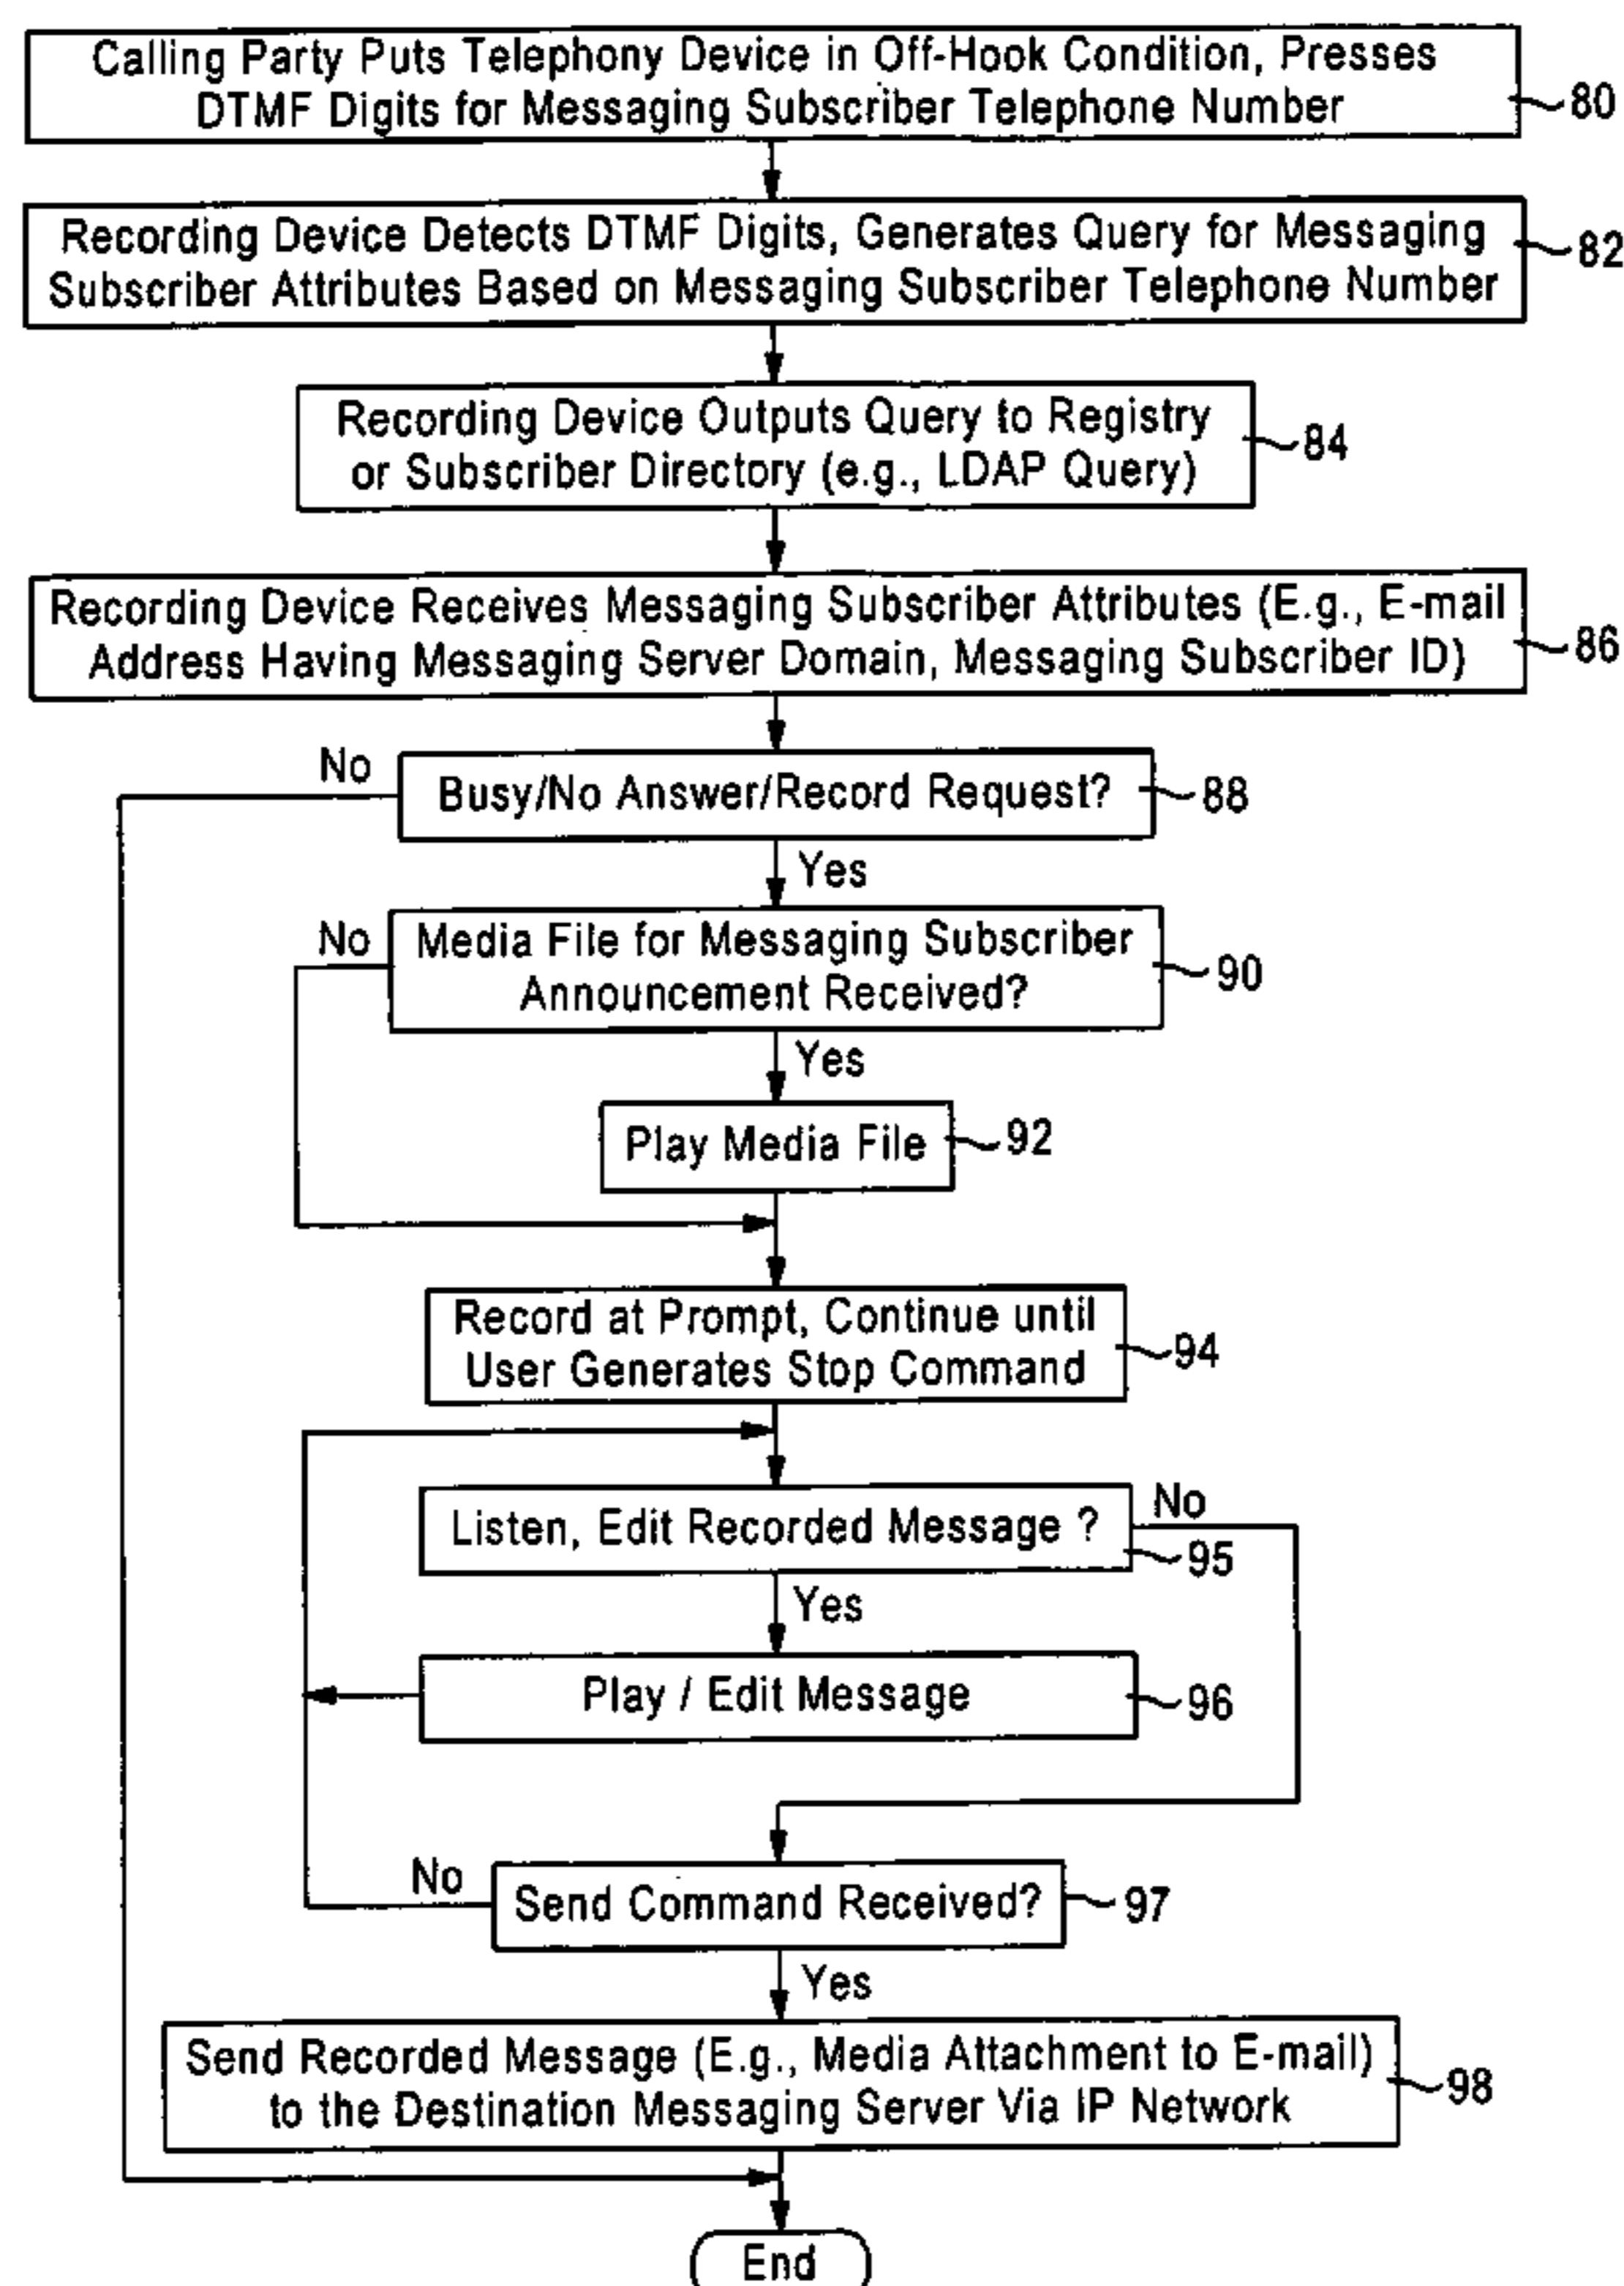 Calling Party Puts Telephony Device in Off-Hook Condition, Presses
DTMF Digits for Messaging Subscriber Telephone Number
80
Recording Device Detects DTMF Digits, Generates Query for Messaging
Subscriber Attributes Based on Messaging Subscriber Telephone Number
82
Recording Device Outputs Query to Registry
or Subscriber Directory (e.g., LDAP Query)
84
Recording Device Receives Messaging Subscriber Attributes (E.g., E-mail
Address Having Messaging Server Domain, Messaging Subscriber ID)
86
No
Busy/No Answer/Record Request?
88
Yes
No
Media File for Messaging Subscriber
Announcement Received?
90
Yes
Play Media File
92
Record at Prompt, Continue until
User Generates Stop Command
94
Listen, Edit Recorded Message ?
No
95
Yes
Play / Edit Message
96
No
Send Command Received?
97
Yes
Send Recorded Message (E.g., Media Attachment to E-mail)
to the Destination Messaging Server Via IP Network
98
End